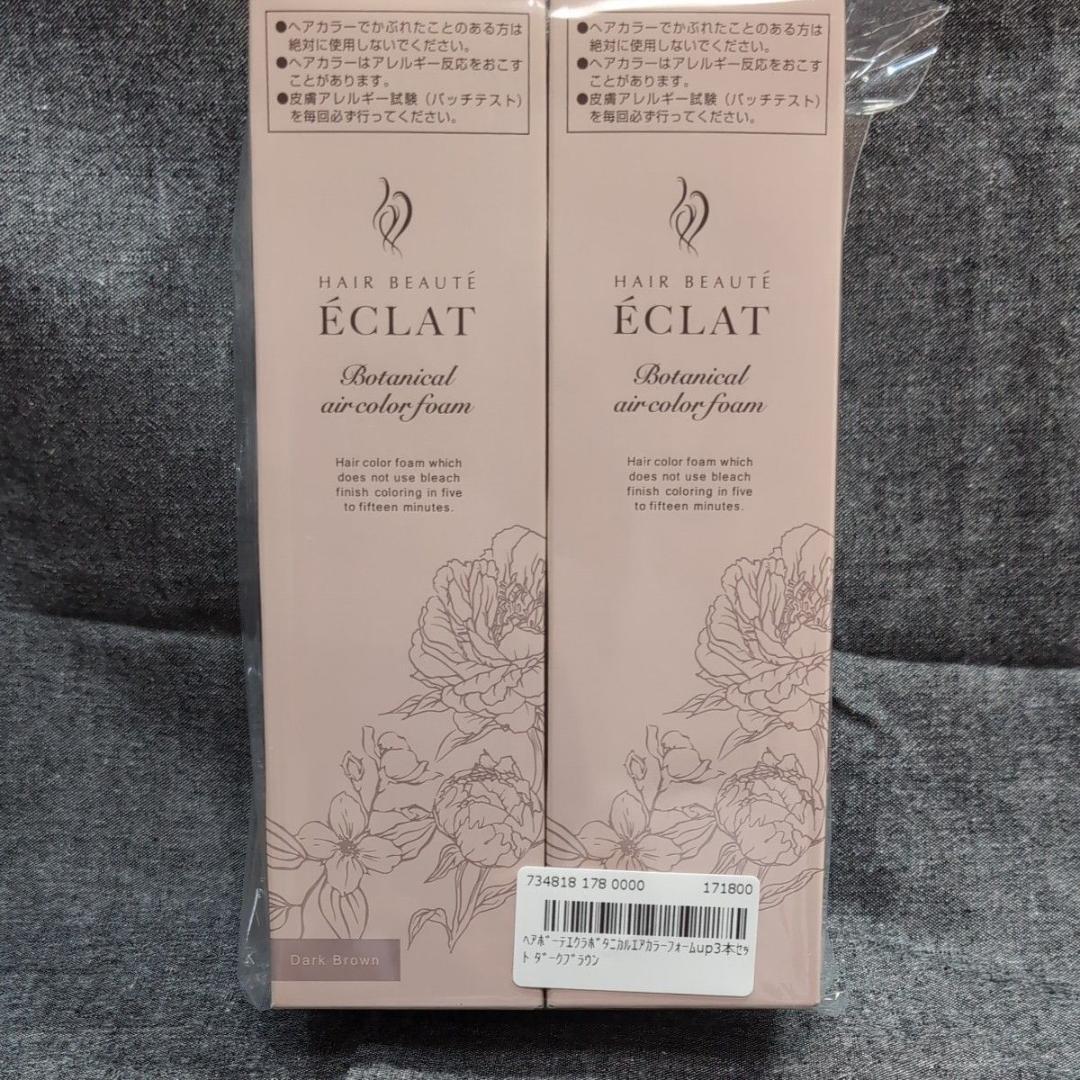 ●ヘアカラーでかぶれたことのある方は
絶対に使用しないでください。
●ヘアカラーはアレルギー反応をおこす
ことがあります。
●皮膚アレルギー試験（パッチテスト）
を毎回必ず行ってください。
HAIR BEAUTÉ
ÉCLAT
Botanical
air color foam
Hair color foam which
does not use bleach
finish coloring in five
to fifteen minutes.
Dark Brown
●ヘアカラーでかぶれたことのある方は
絶対に使用しないでください。
●ヘアカラーはアレルギー反応をおこす
ことがあります。
●皮膚アレルギー試験（パッチテスト）
を毎回必ず行ってください。
HAIR BEAUTÉ
ÉCLAT
Botanical
air color foam
Hair color foam which
does not use bleach
finish coloring in five
to fifteen minutes.
734818 178 0000 171800
ﾍｱﾎﾞｰﾃｴｸﾗﾎﾞﾀﾆｶﾙｴｱｶﾗｰﾌｫｰﾑup3本ｾｯ
ﾄ ﾀﾞｰｸﾌﾞﾗｳﾝ